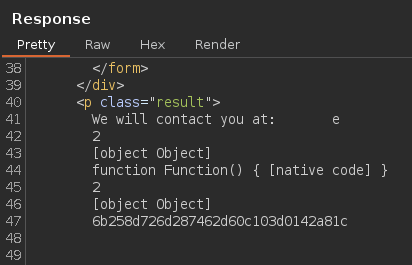 Response
Pretty Raw Hex Render
38 </form>
39 </div>
40 <p class="result">
41 We will contact you at: e
42 2
43 [object Object]
44 function Function() { [native code] }
45 2
46 [object Object]
47 6b258d726d287462d60c103d0142a81c
48
49